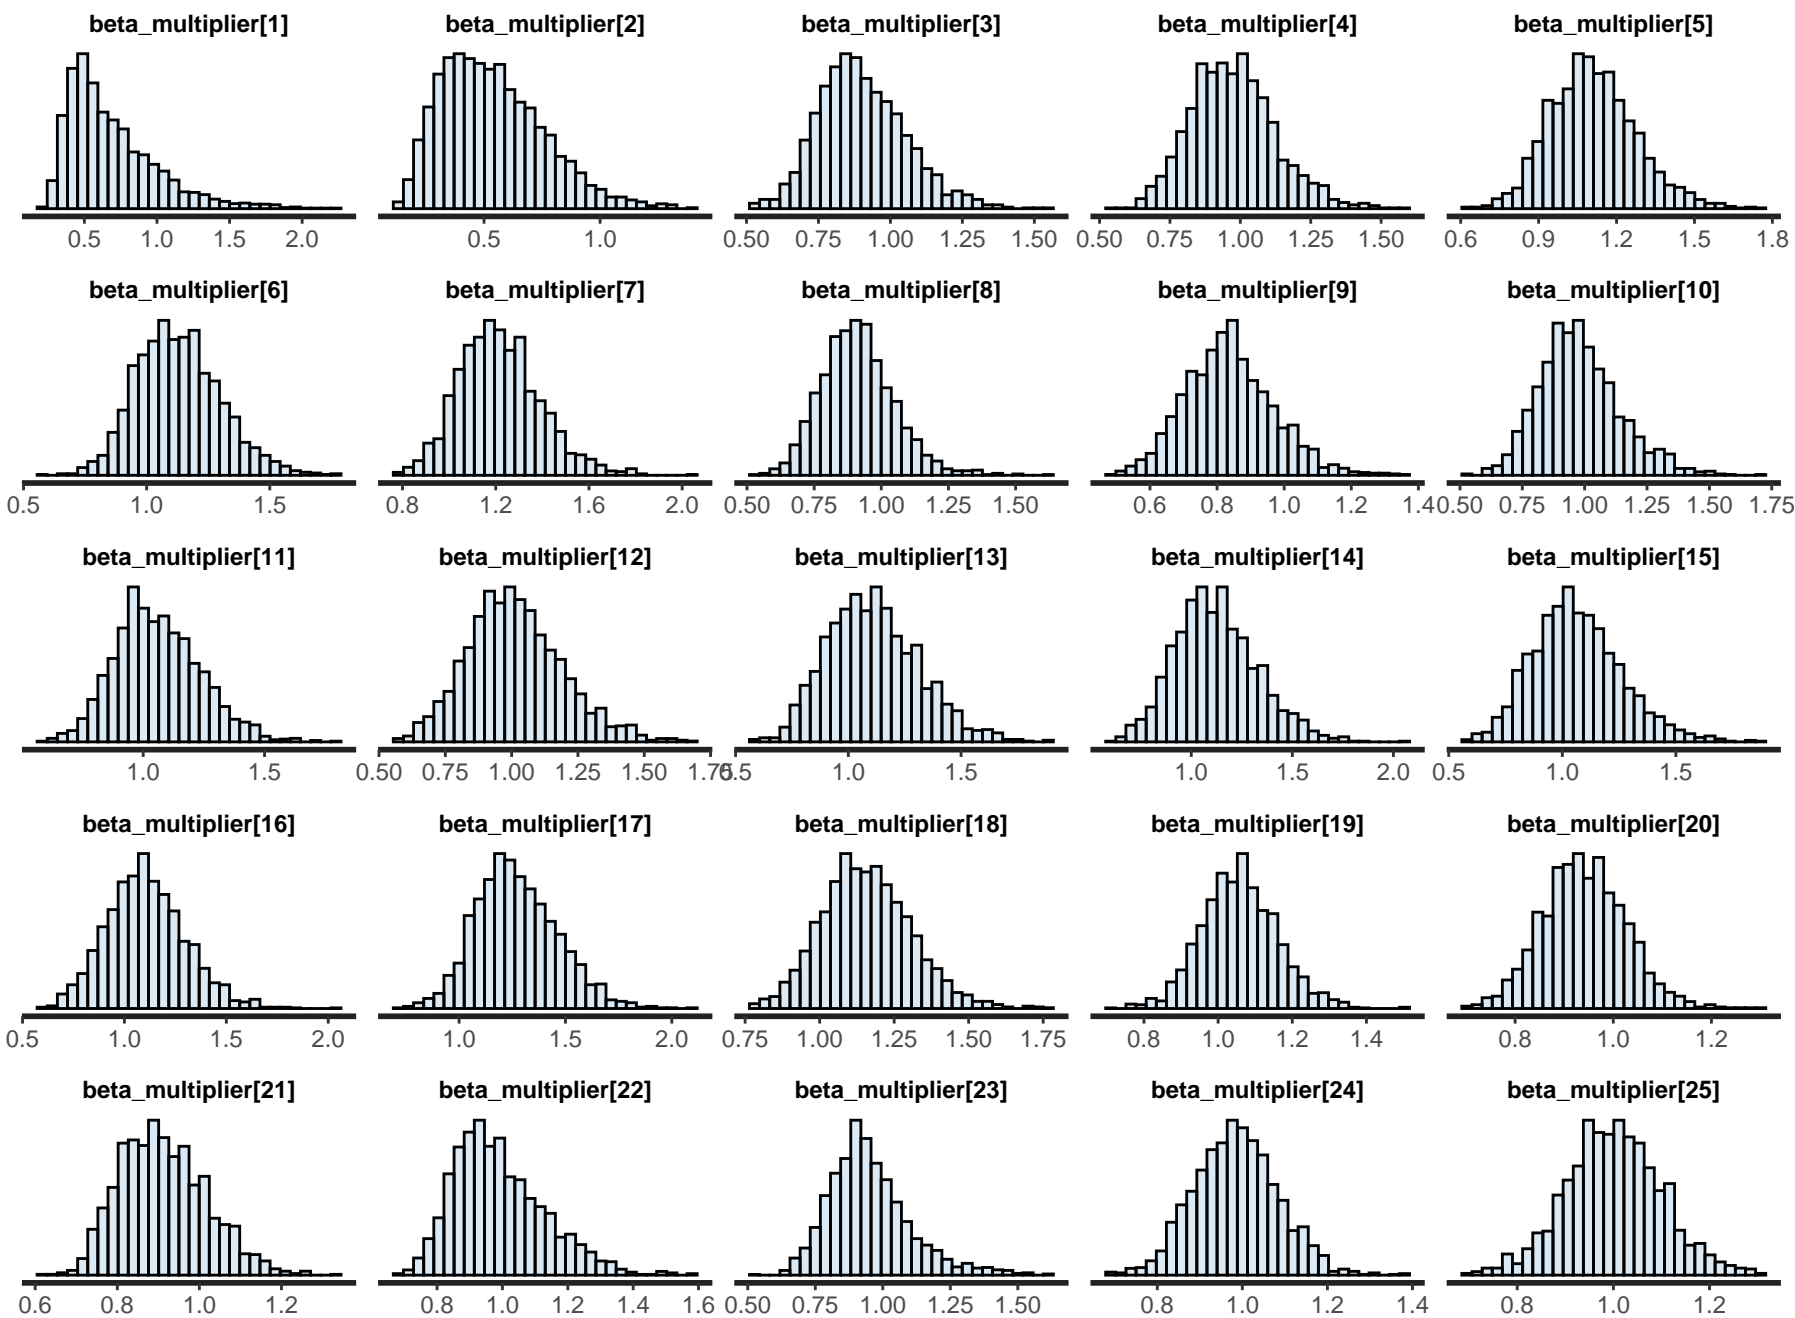 beta_multiplier[1] beta_multiplier[2] beta_multiplier[3] beta_multiplier[4] beta_multiplier[5]
0.5 1.0 1.5 2.0 0.5 1.0 0.50 0.75 1.00 1.25 1.50 0.50 0.75 1.00 1.25 1.50 0.6 0.9 1.2 1.5 1.8
beta_multiplier[6] beta_multiplier[7] beta_multiplier[8] beta_multiplier[9] beta_multiplier[10]
0.5 1.0 1.5 0.8 1.2 1.6 2.0 0.50 0.75 1.00 1.25 1.50 0.6 0.8 1.0 1.2 1.4 0.50 0.75 1.00 1.25 1.50 1.75
beta_multiplier[11] beta_multiplier[12] beta_multiplier[13] beta_multiplier[14] beta_multiplier[15]
1.0 1.5 0.50 0.75 1.00 1.25 1.50 1.75 0.5 1.0 1.5 1.0 1.5 2.0 0.5 1.0 1.5
beta_multiplier[16] beta_multiplier[17] beta_multiplier[18] beta_multiplier[19] beta_multiplier[20]
0.5 1.0 1.5 2.0 1.0 1.5 2.0 0.75 1.00 1.25 1.50 1.75 0.8 1.0 1.2 1.4 0.8 1.0 1.2
beta_multiplier[21] beta_multiplier[22] beta_multiplier[23] beta_multiplier[24] beta_multiplier[25]
0.6 0.8 1.0 1.2 0.8 1.0 1.2 1.4 1.6 0.50 0.75 1.00 1.25 1.50 0.8 1.0 1.2 1.4 0.8 1.0 1.2